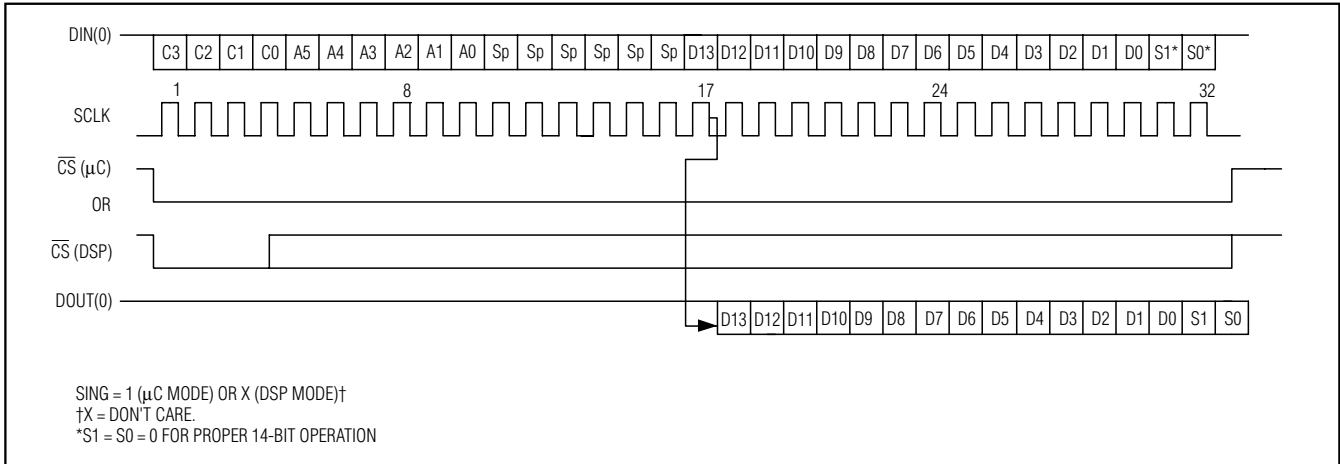 DIN(0) C3 C2 C1 C0 A5 A4 A3 A2 A1 A0 Sp Sp Sp Sp Sp Sp D13 D12 D11 D10 D9 D8 D7 D6 D5 D4 D3 D2 D1 D0 S1* S0*
1 8 17 24 32
SCLK
CS (μC)
OR
CS (DSP)
DOUT(0)
D13 D12 D11 D10 D9 D8 D7 D6 D5 D4 D3 D2 D1 D0 S1 S0
SING = 1 (μC MODE) OR X (DSP MODE)†
†X = DON'T CARE.
*S1 = S0 = 0 FOR PROPER 14-BIT OPERATION